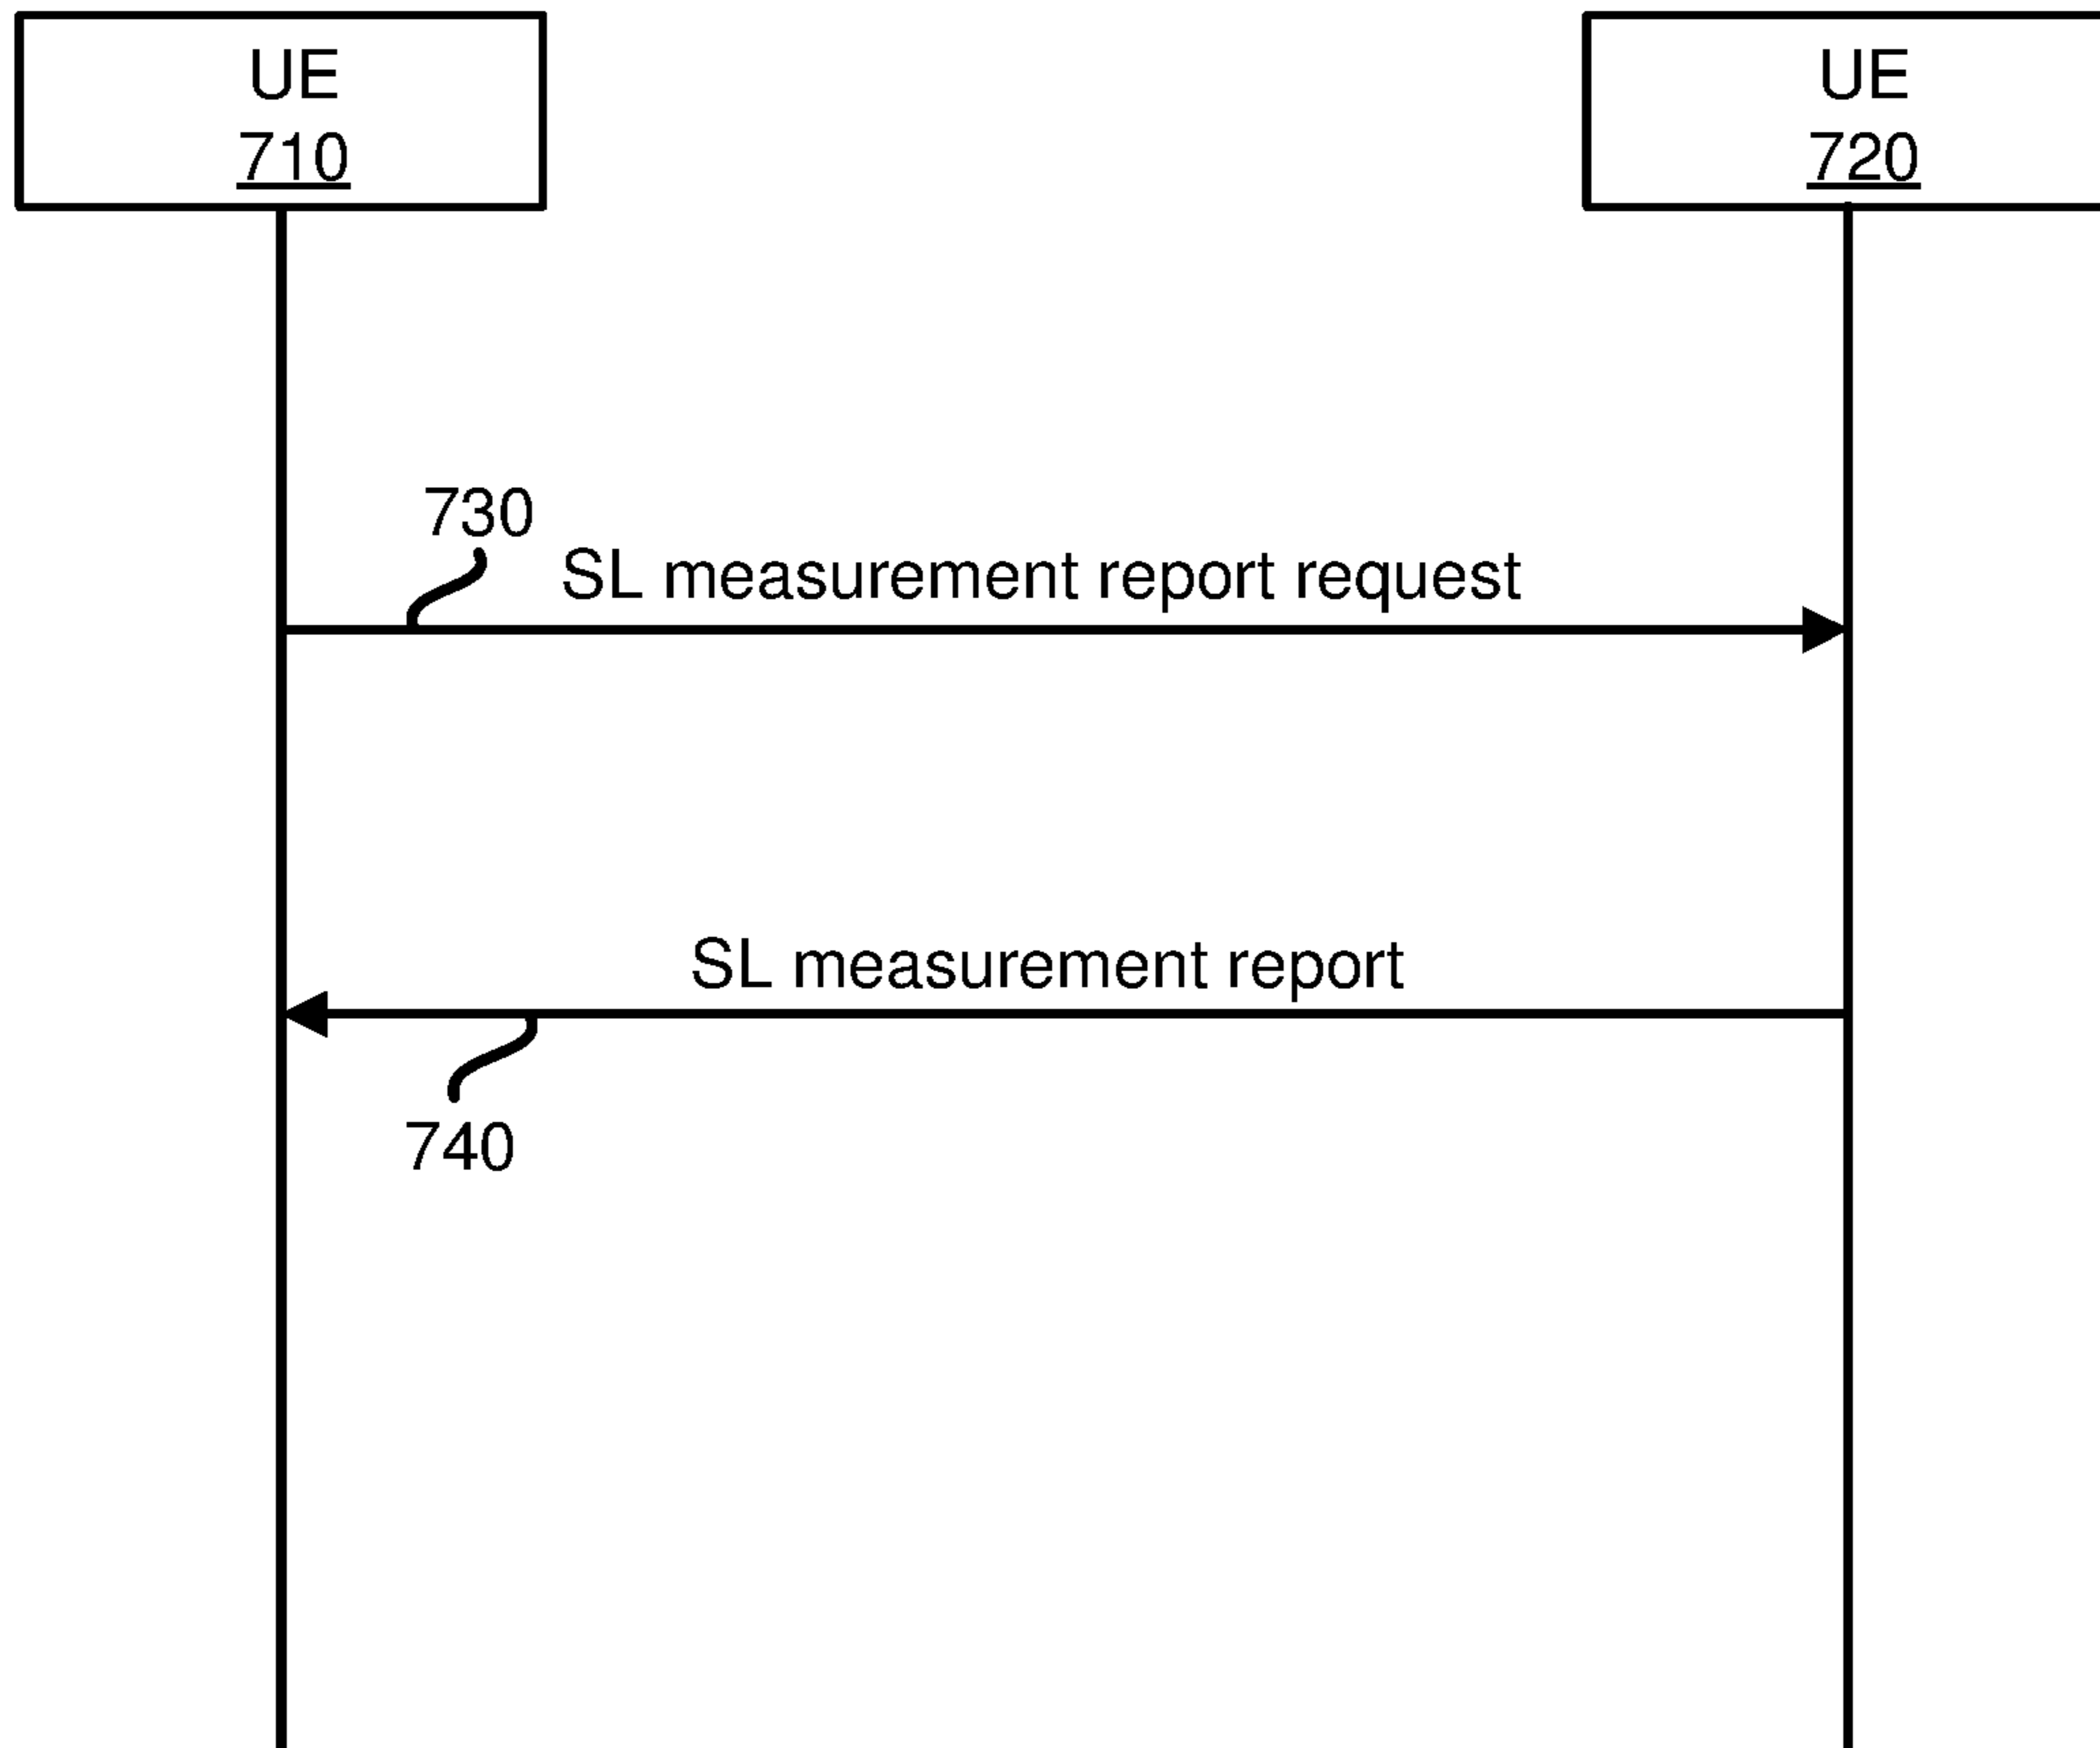 UE
710
UE
720
730
SL measurement report request
SL measurement report
740